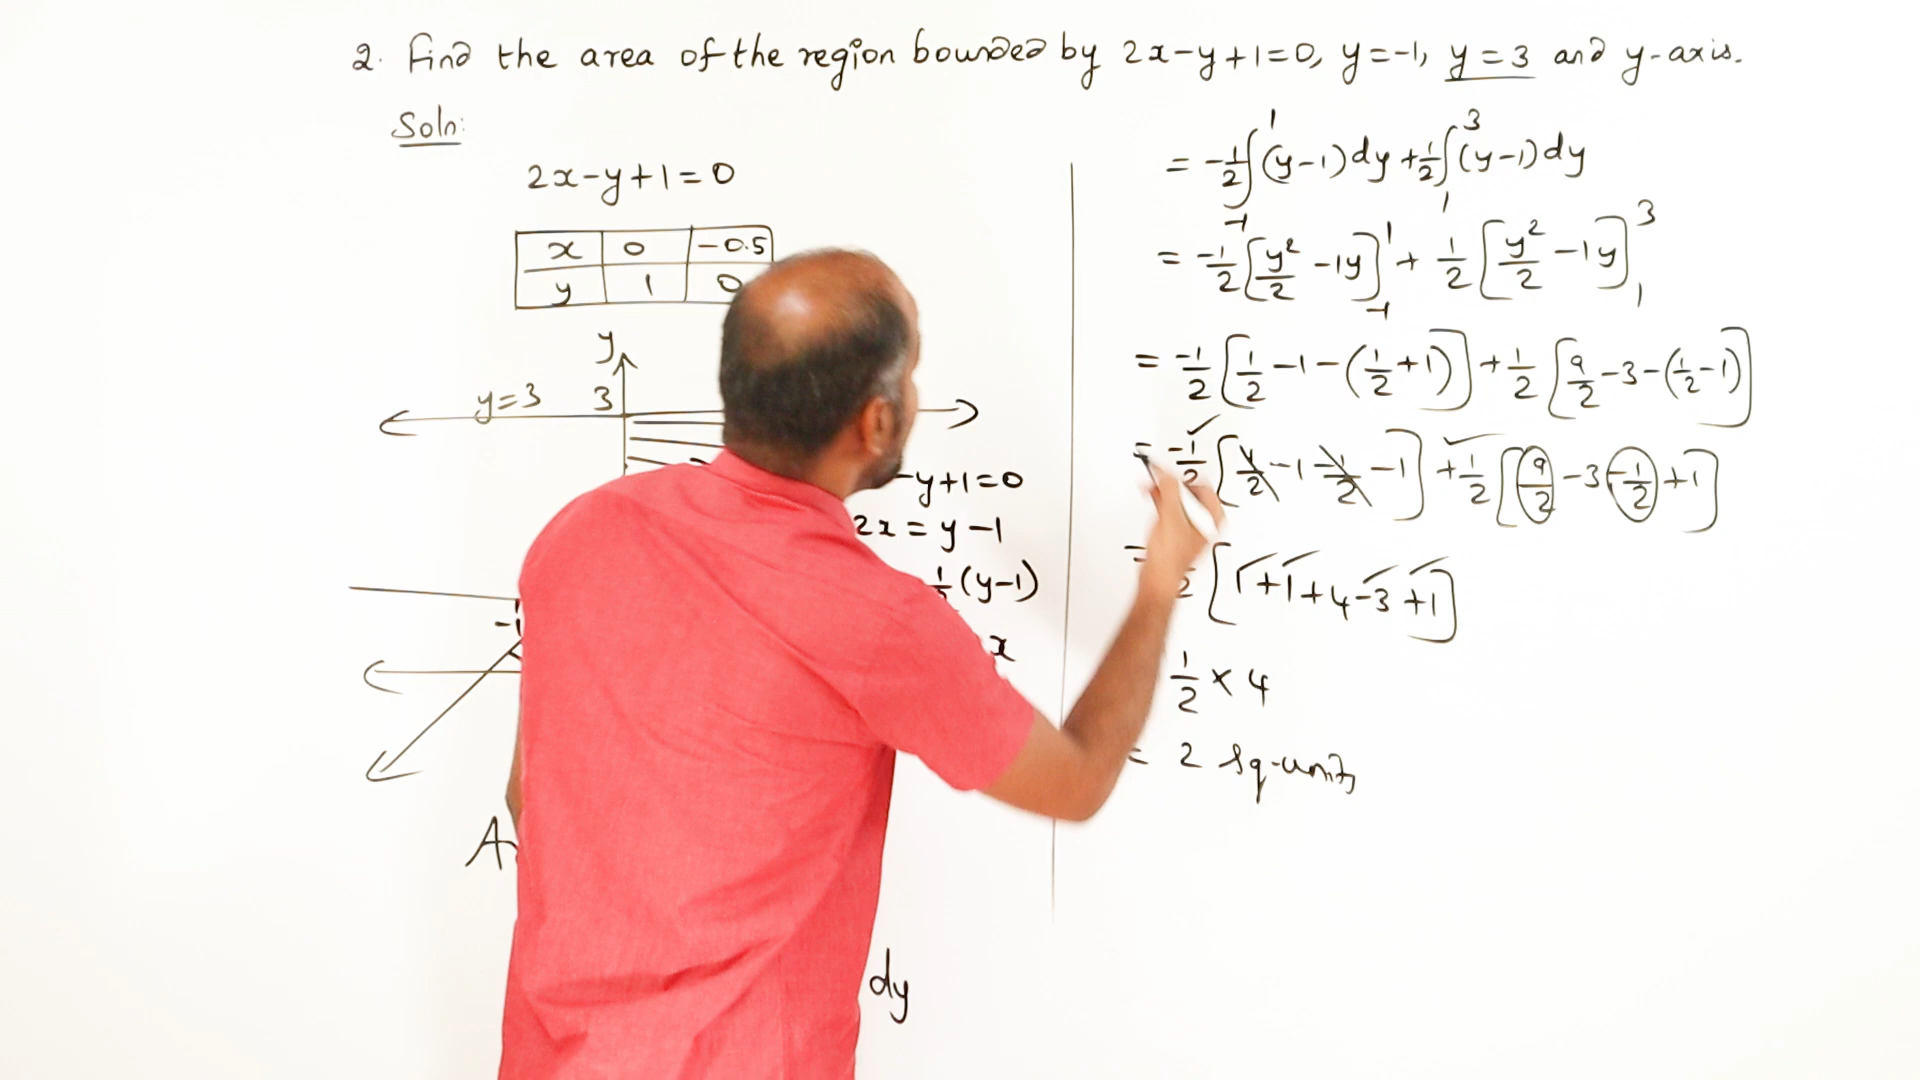 2. Find the area of the region bounded by 2x-y+1=0, y=-1, y=3 and y-axis.
Soln:
2x-y+1=0
x 0 -0.5
y 1 0
y
y=3 3
-y+1=0
2x = y-1
(y-1)
x
-1
A
dy
= -1/2 ∫_{-1}^{1} (y-1)dy + 1/2 ∫_{1}^{3} (y-1)dy
= -1/2 [y²/2 -1y]_{-1}^{1} + 1/2 [y²/2 -1y]_{1}^{3}
= -1/2 [1/2 -1-(1/2+1)] + 1/2 [9/2 -3-(1/2-1)]
= -1/2 [1/2 -1 -1/2 -1] + 1/2 [9/2 -3 -1/2 +1]
= [1+1+4-3+1]
1/2 × 4
= 2 sq-units